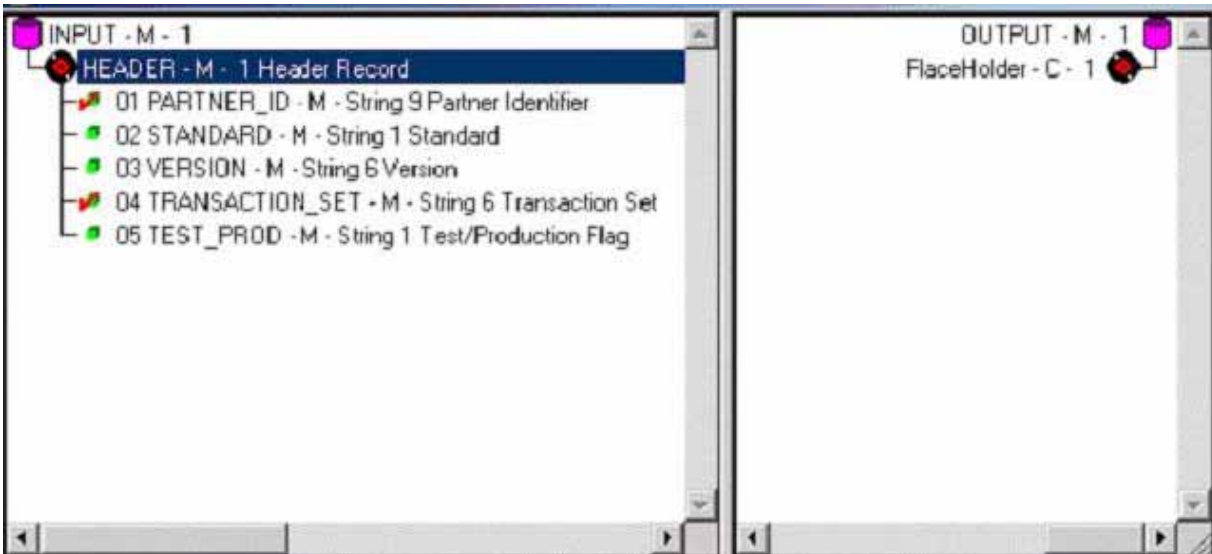 INPUT - M - 1
HEADER - M - 1 Header Record
01 PARTNER_ID - M - String 9 Partner Identifier
02 STANDARD - M - String 1 Standard
03 VERSION - M - String 6 Version
04 TRANSACTION_SET - M - String 6 Transaction Set
05 TEST_PROD - M - String 1 Test/Production Flag
OUTPUT - M - 1
FlaceHolder - C - 1